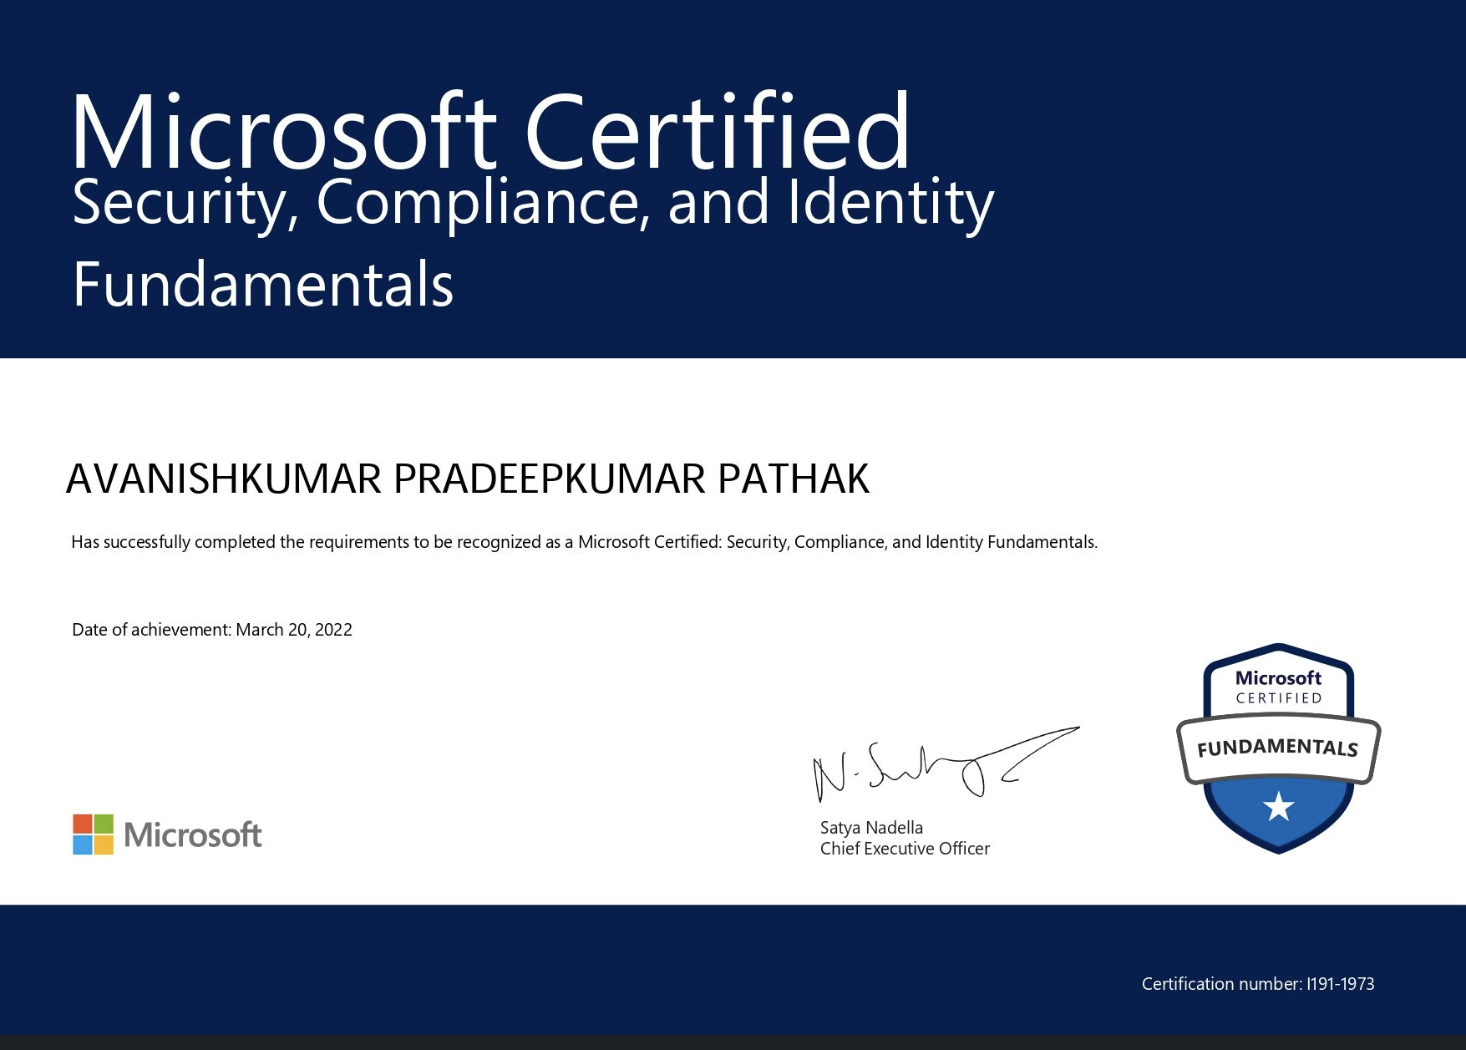 Microsoft Certified
Security, Compliance, and Identity
Fundamentals
AVANISHKUMAR PRADEEPKUMAR PATHAK
Has successfully completed the requirements to be recognized as a Microsoft Certified: Security, Compliance, and Identity Fundamentals.
Date of achievement: March 20, 2022
Microsoft
CERTIFIED
FUNDAMENTALS
Microsoft
Satya Nadella
Chief Executive Officer
Certification number: I191-1973